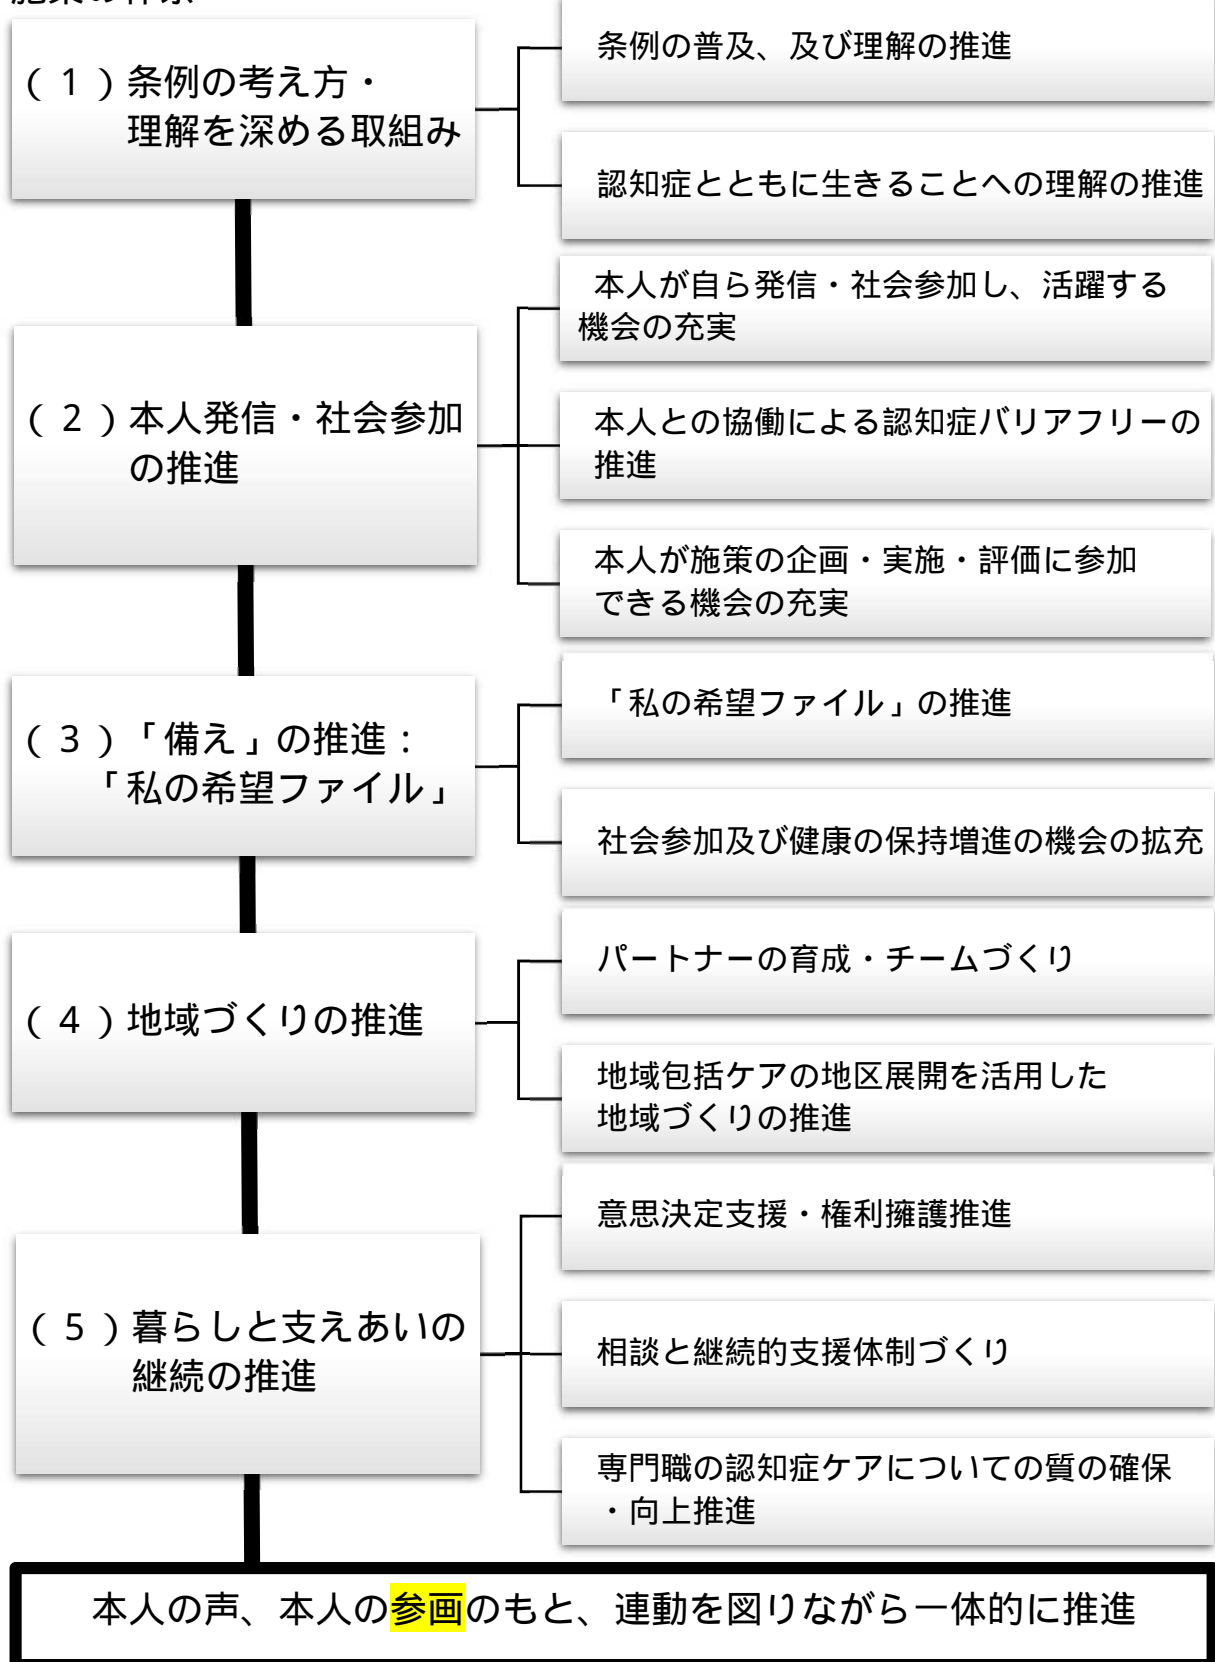 施策の体系
（１）条例の考え方・
理解を深める取組み
条例の普及、及び理解の推進
認知症とともに生きることへの理解の推進
（２）本人発信・社会参加
の推進
本人が自ら発信・社会参加し、活躍する
機会の充実
本人との協働による認知症バリアフリーの
推進
本人が施策の企画・実施・評価に参加
できる機会の充実
（３）「備え」の推進：
「私の希望ファイル」
「私の希望ファイル」の推進
社会参加及び健康の保持増進の機会の拡充
（４）地域づくりの推進
パートナーの育成・チームづくり
地域包括ケアの地区展開を活用した
地域づくりの推進
（５）暮らしと支えあいの
継続の推進
意思決定支援・権利擁護推進
相談と継続的支援体制づくり
専門職の認知症ケアについての質の確保
・向上推進
本人の声、本人の参画のもと、連動を図りながら一体的に推進